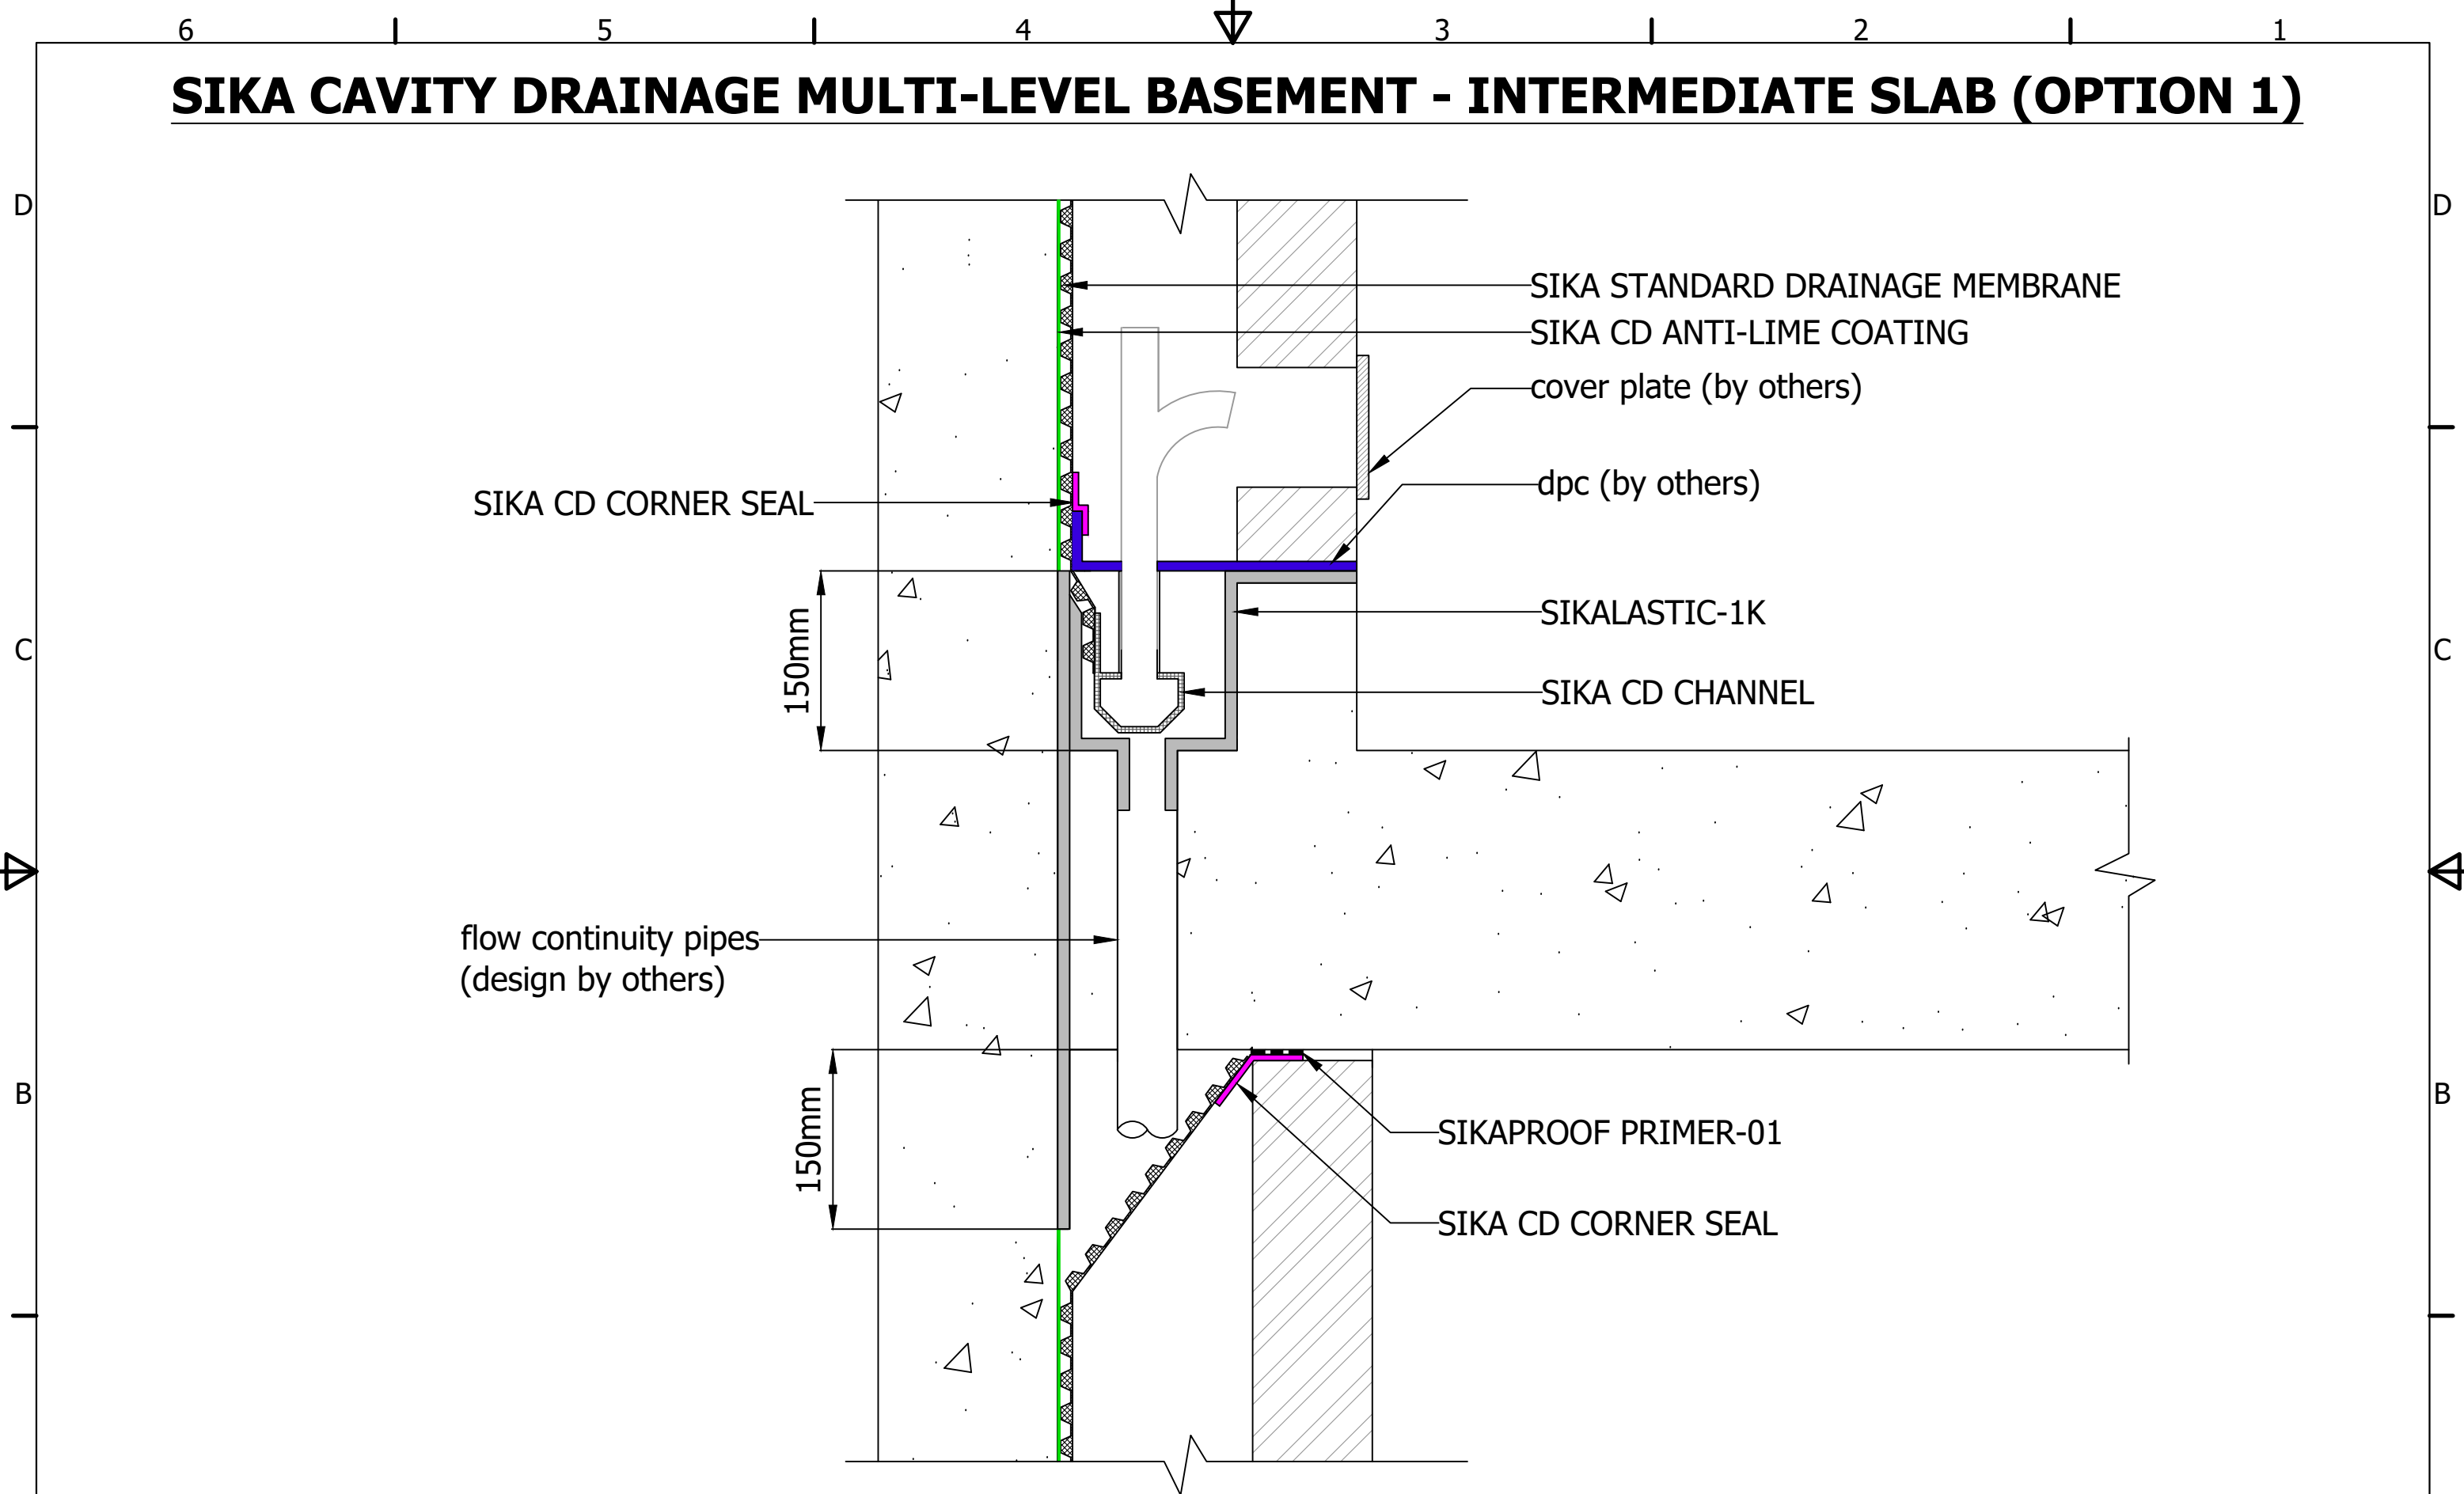 6 5 4 3 2 1
SIKA CAVITY DRAINAGE MULTI-LEVEL BASEMENT - INTERMEDIATE SLAB (OPTION 1)
D D
SIKA STANDARD DRAINAGE MEMBRANE
SIKA CD ANTI-LIME COATING
cover plate (by others)
dpc (by others)
SIKA CD CORNER SEAL
SIKALASTIC-1K
150mm
C C
SIKA CD CHANNEL
flow continuity pipes
(design by others)
B B
150mm
SIKAPROOF PRIMER-01
SIKA CD CORNER SEAL